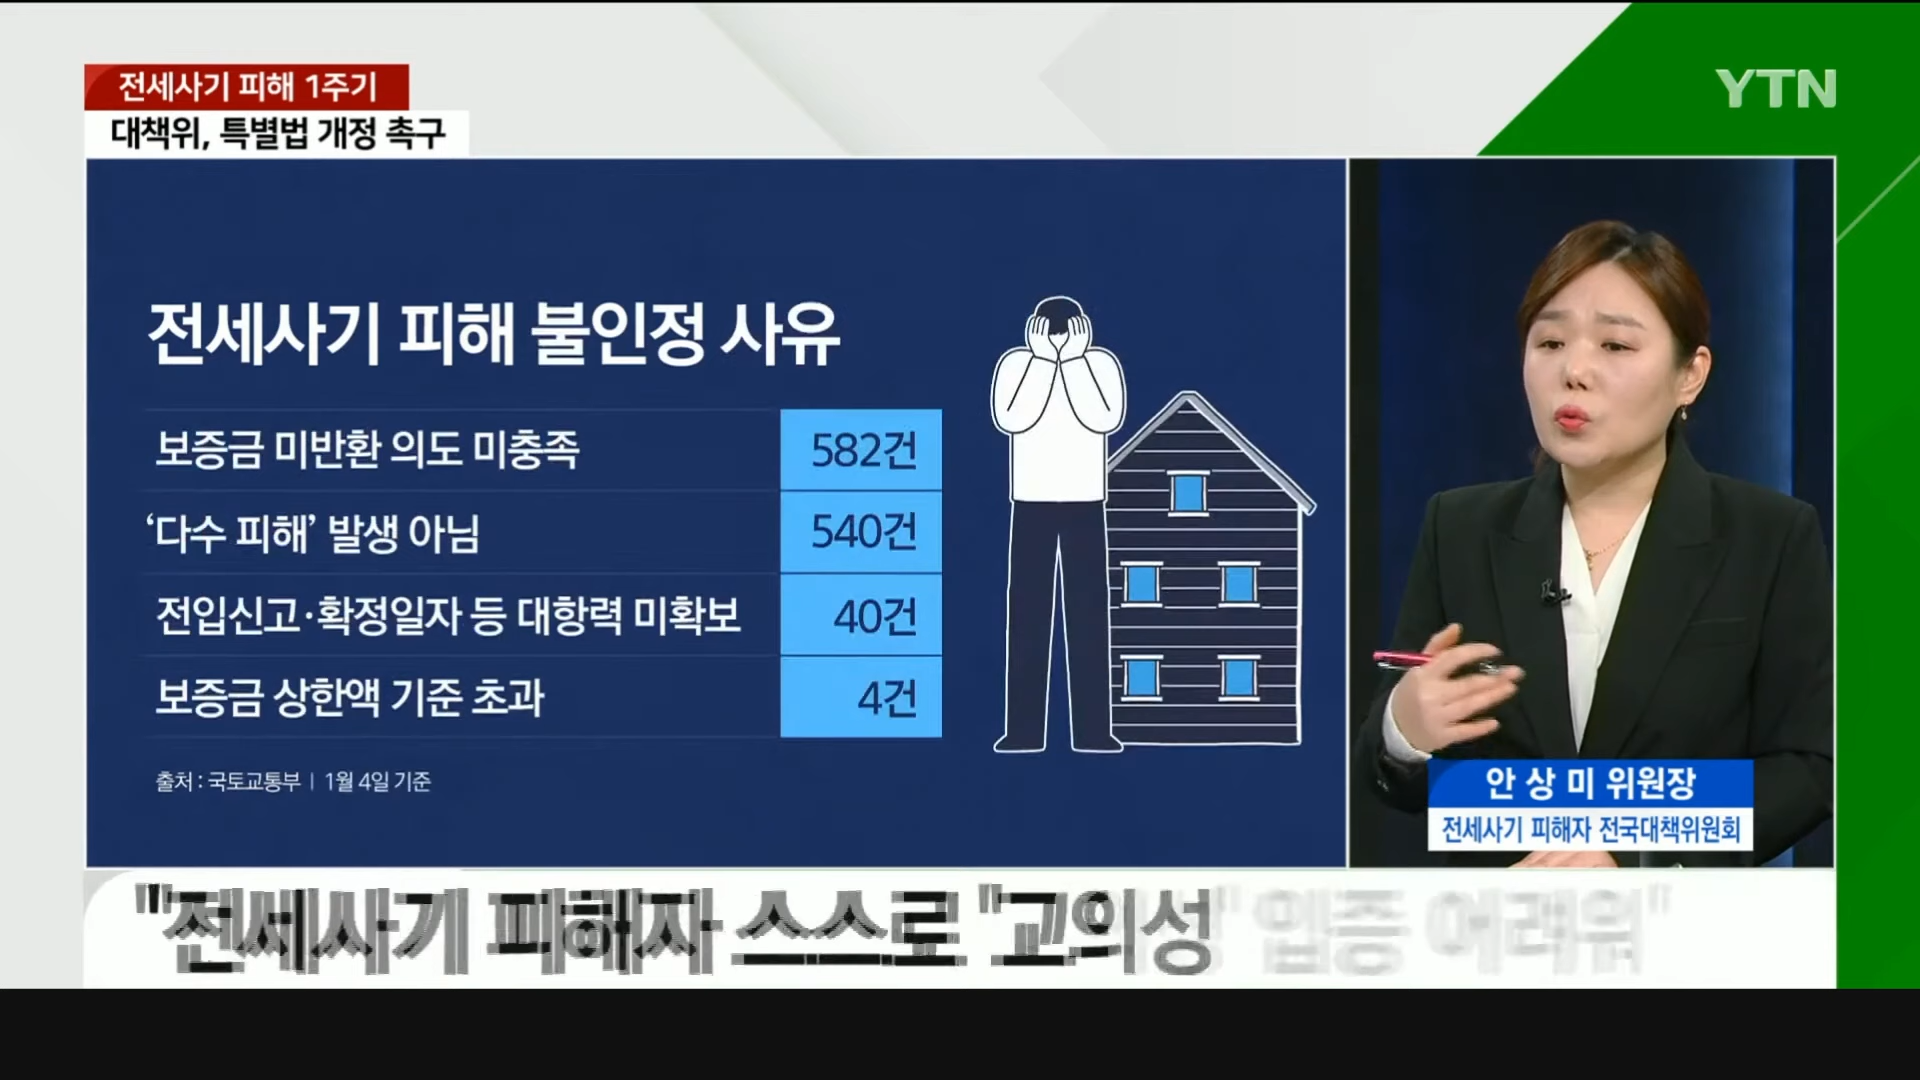 전세사기 피해 1주기
대책위, 특별법 개정 촉구
YTN
전세사기 피해 불인정 사유
보증금 미반환 의도 미충족 582건
‘다수 피해’ 발생 아님 540건
전입신고·확정일자 등 대항력 미확보 40건
보증금 상한액 기준 초과 4건
출처 : 국토교통부 | 1월 4일 기준
안상미 위원장
전세사기 피해자 전국대책위원회
"전세사기 피해자 스스로 "고의성" 입증 어려워"